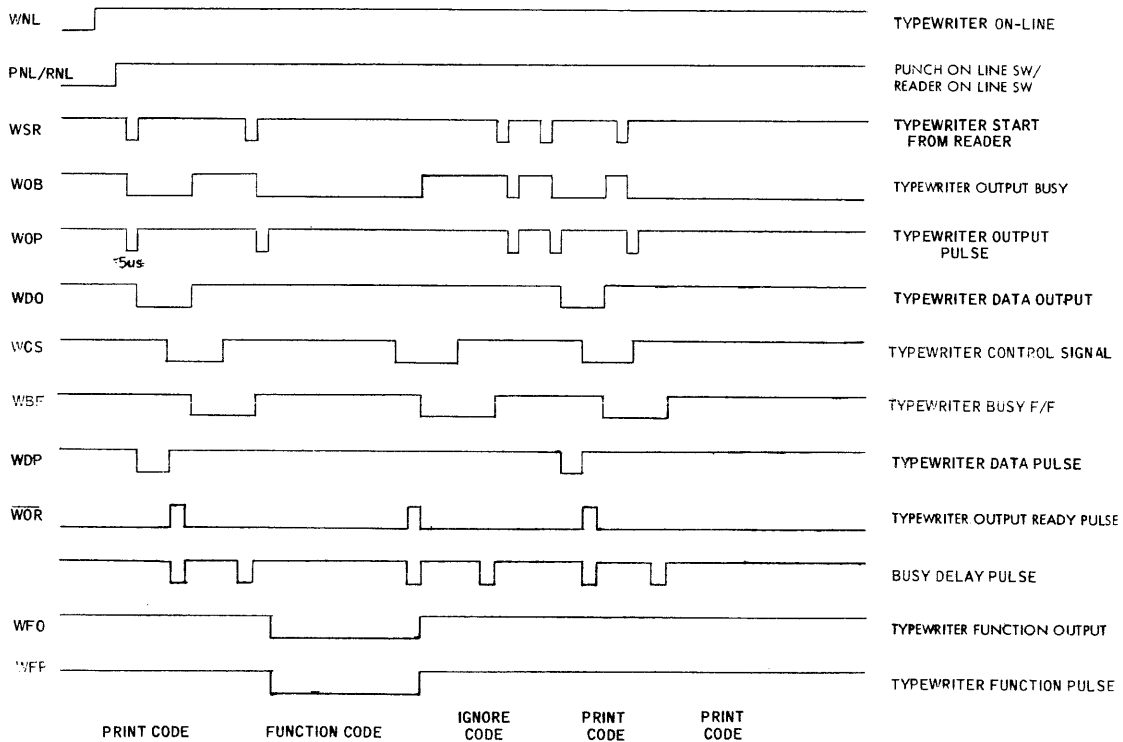 WNL TYPEWRITER ON-LINE
PNL/RNL PUNCH ON LINE SW/
READER ON LINE SW
WSR TYPEWRITER START
FROM READER
WOB TYPEWRITER OUTPUT BUSY
WOP TYPEWRITER OUTPUT
PULSE
5us
WDO TYPEWRITER DATA OUTPUT
WCS TYPEWRITER CONTROL SIGNAL
WBF TYPEWRITER BUSY F/F
WDP TYPEWRITER DATA PULSE
WOR TYPEWRITER OUTPUT READY PULSE
BUSY DELAY PULSE
WFO TYPEWRITER FUNCTION OUTPUT
TYPEWRITER FUNCTION PULSE
PRINT CODE FUNCTION CODE IGNORE CODE PRINT CODE PRINT CODE